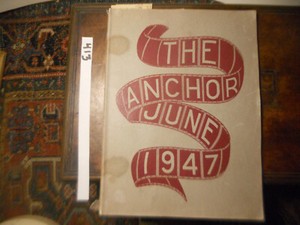 THE
ANCHOR
JUNE
1947
413